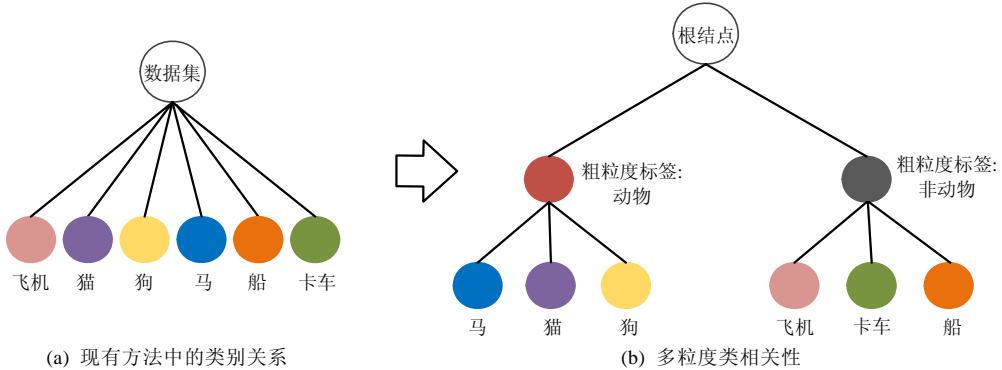 数据集
飞机
猫
狗
马
船
卡车
(a) 现有方法中的类别关系
根结点
粗粒度标签:
动物
粗粒度标签:
非动物
马
猫
狗
飞机
卡车
船
(b) 多粒度类相关性